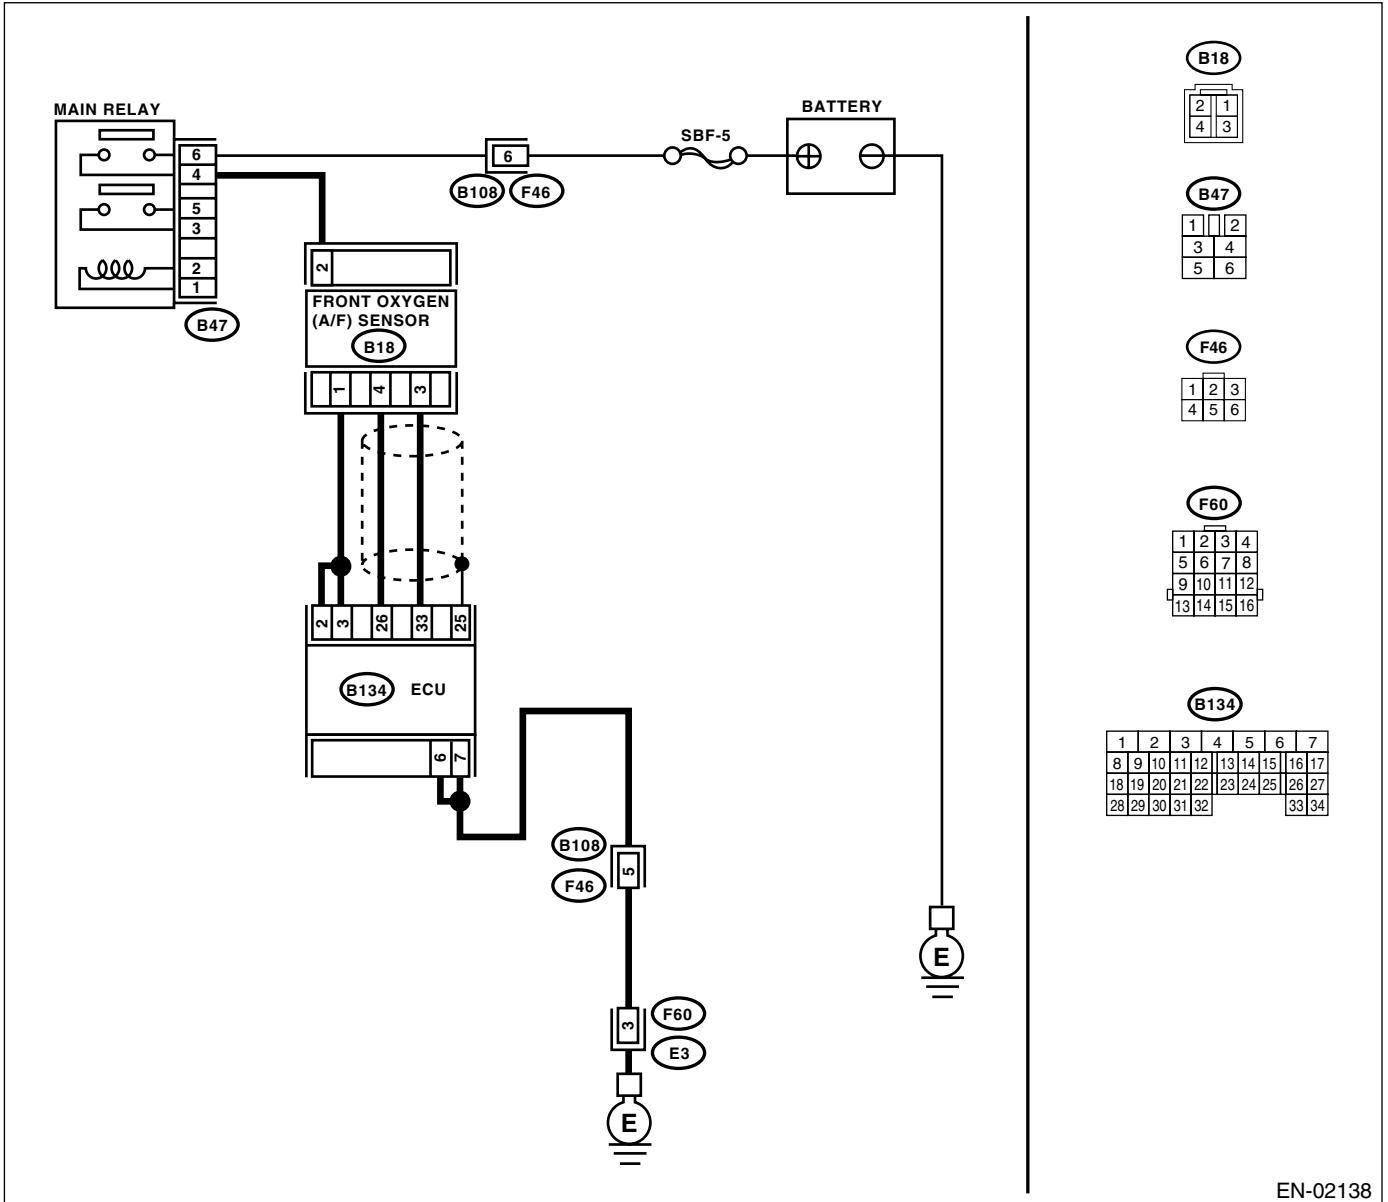 MAIN RELAY
6
4
5
3
2
1
B47
6
B108 F46
SBF-5
BATTERY
2
FRONT OXYGEN
(A/F) SENSOR
B18
1 4 3
2 3 26 33 25
B134 ECU
6 7
B108
5
F46
F60
3
E3
E
E
B18
2 1
4 3
B47
1 2
3 4
5 6
F46
1 2 3
4 5 6
F60
1 2 3 4
5 6 7 8
9 10 11 12
13 14 15 16
B134
1 2 3 4 5 6 7
8 9 10 11 12 13 14 15 16 17
18 19 20 21 22 23 24 25 26 27
28 29 30 31 32 33 34
EN-02138